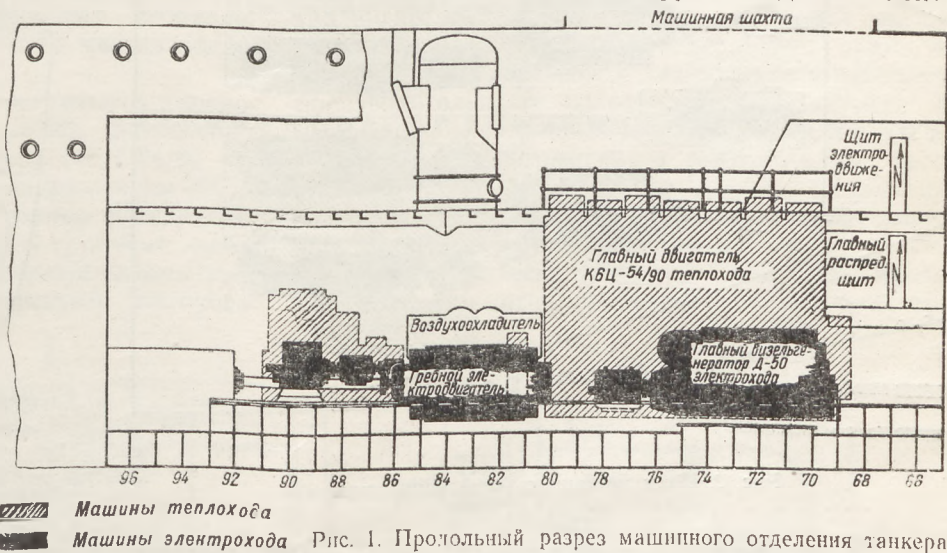 Машинная шахта
Щит
электро-
движе-
ния
Главный
распред.
щит
Главный двигатель
К6Ц-54/90 теплохода
Воздухоохладитель
Гребной эле-
ктродвигатель
Главный дизельге-
нератор Д-50
электрохода
96 94 92 90 88 86 84 82 80 78 76 74 72 70 68 66
Машины теплохода
Машины электрохода Рис. 1. Продольный разрез машинного отделения танкера